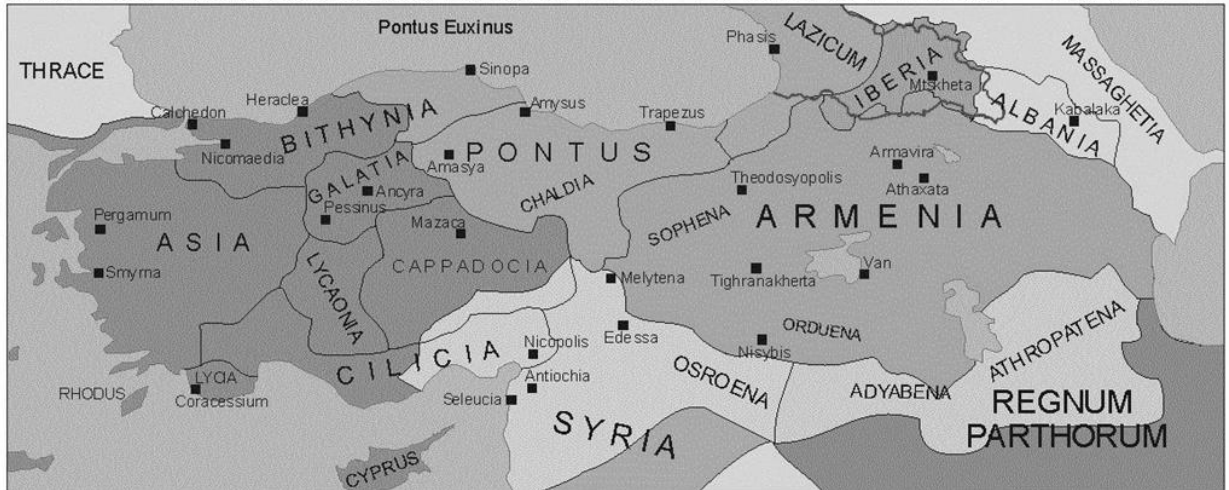 Pontus Euxinus
THRACE
Phasis
LAZICUM
IBERIA
Mtskheta
MASSAGHETIA
ALBANIA
Kabalaka
Sinopa
Heraclea
Calchedon
Amysus
Trapezus
BITHYNIA
Nicomaedia
PONTUS
Amasya
GALATIA
Ancyra
Pessinus
CHALDIA
Armavira
Athaxata
Theodosyopolis
ARMENIA
SOPHENA
Pergamum
ASIA
Mazaca
CAPPADOCIA
Smyrna
LYCAONIA
Melytena
Tighranakherta
Van
ORDUENA
Edessa
Nisybis
ATHROPATENA
CILICIA
Nicopolis
OSROENA
ADYABENA
RHODUS
LYCIA
Coracessium
Antiochia
Seleucia
REGNUM
PARTHORUM
SYRIA
CYPRUS